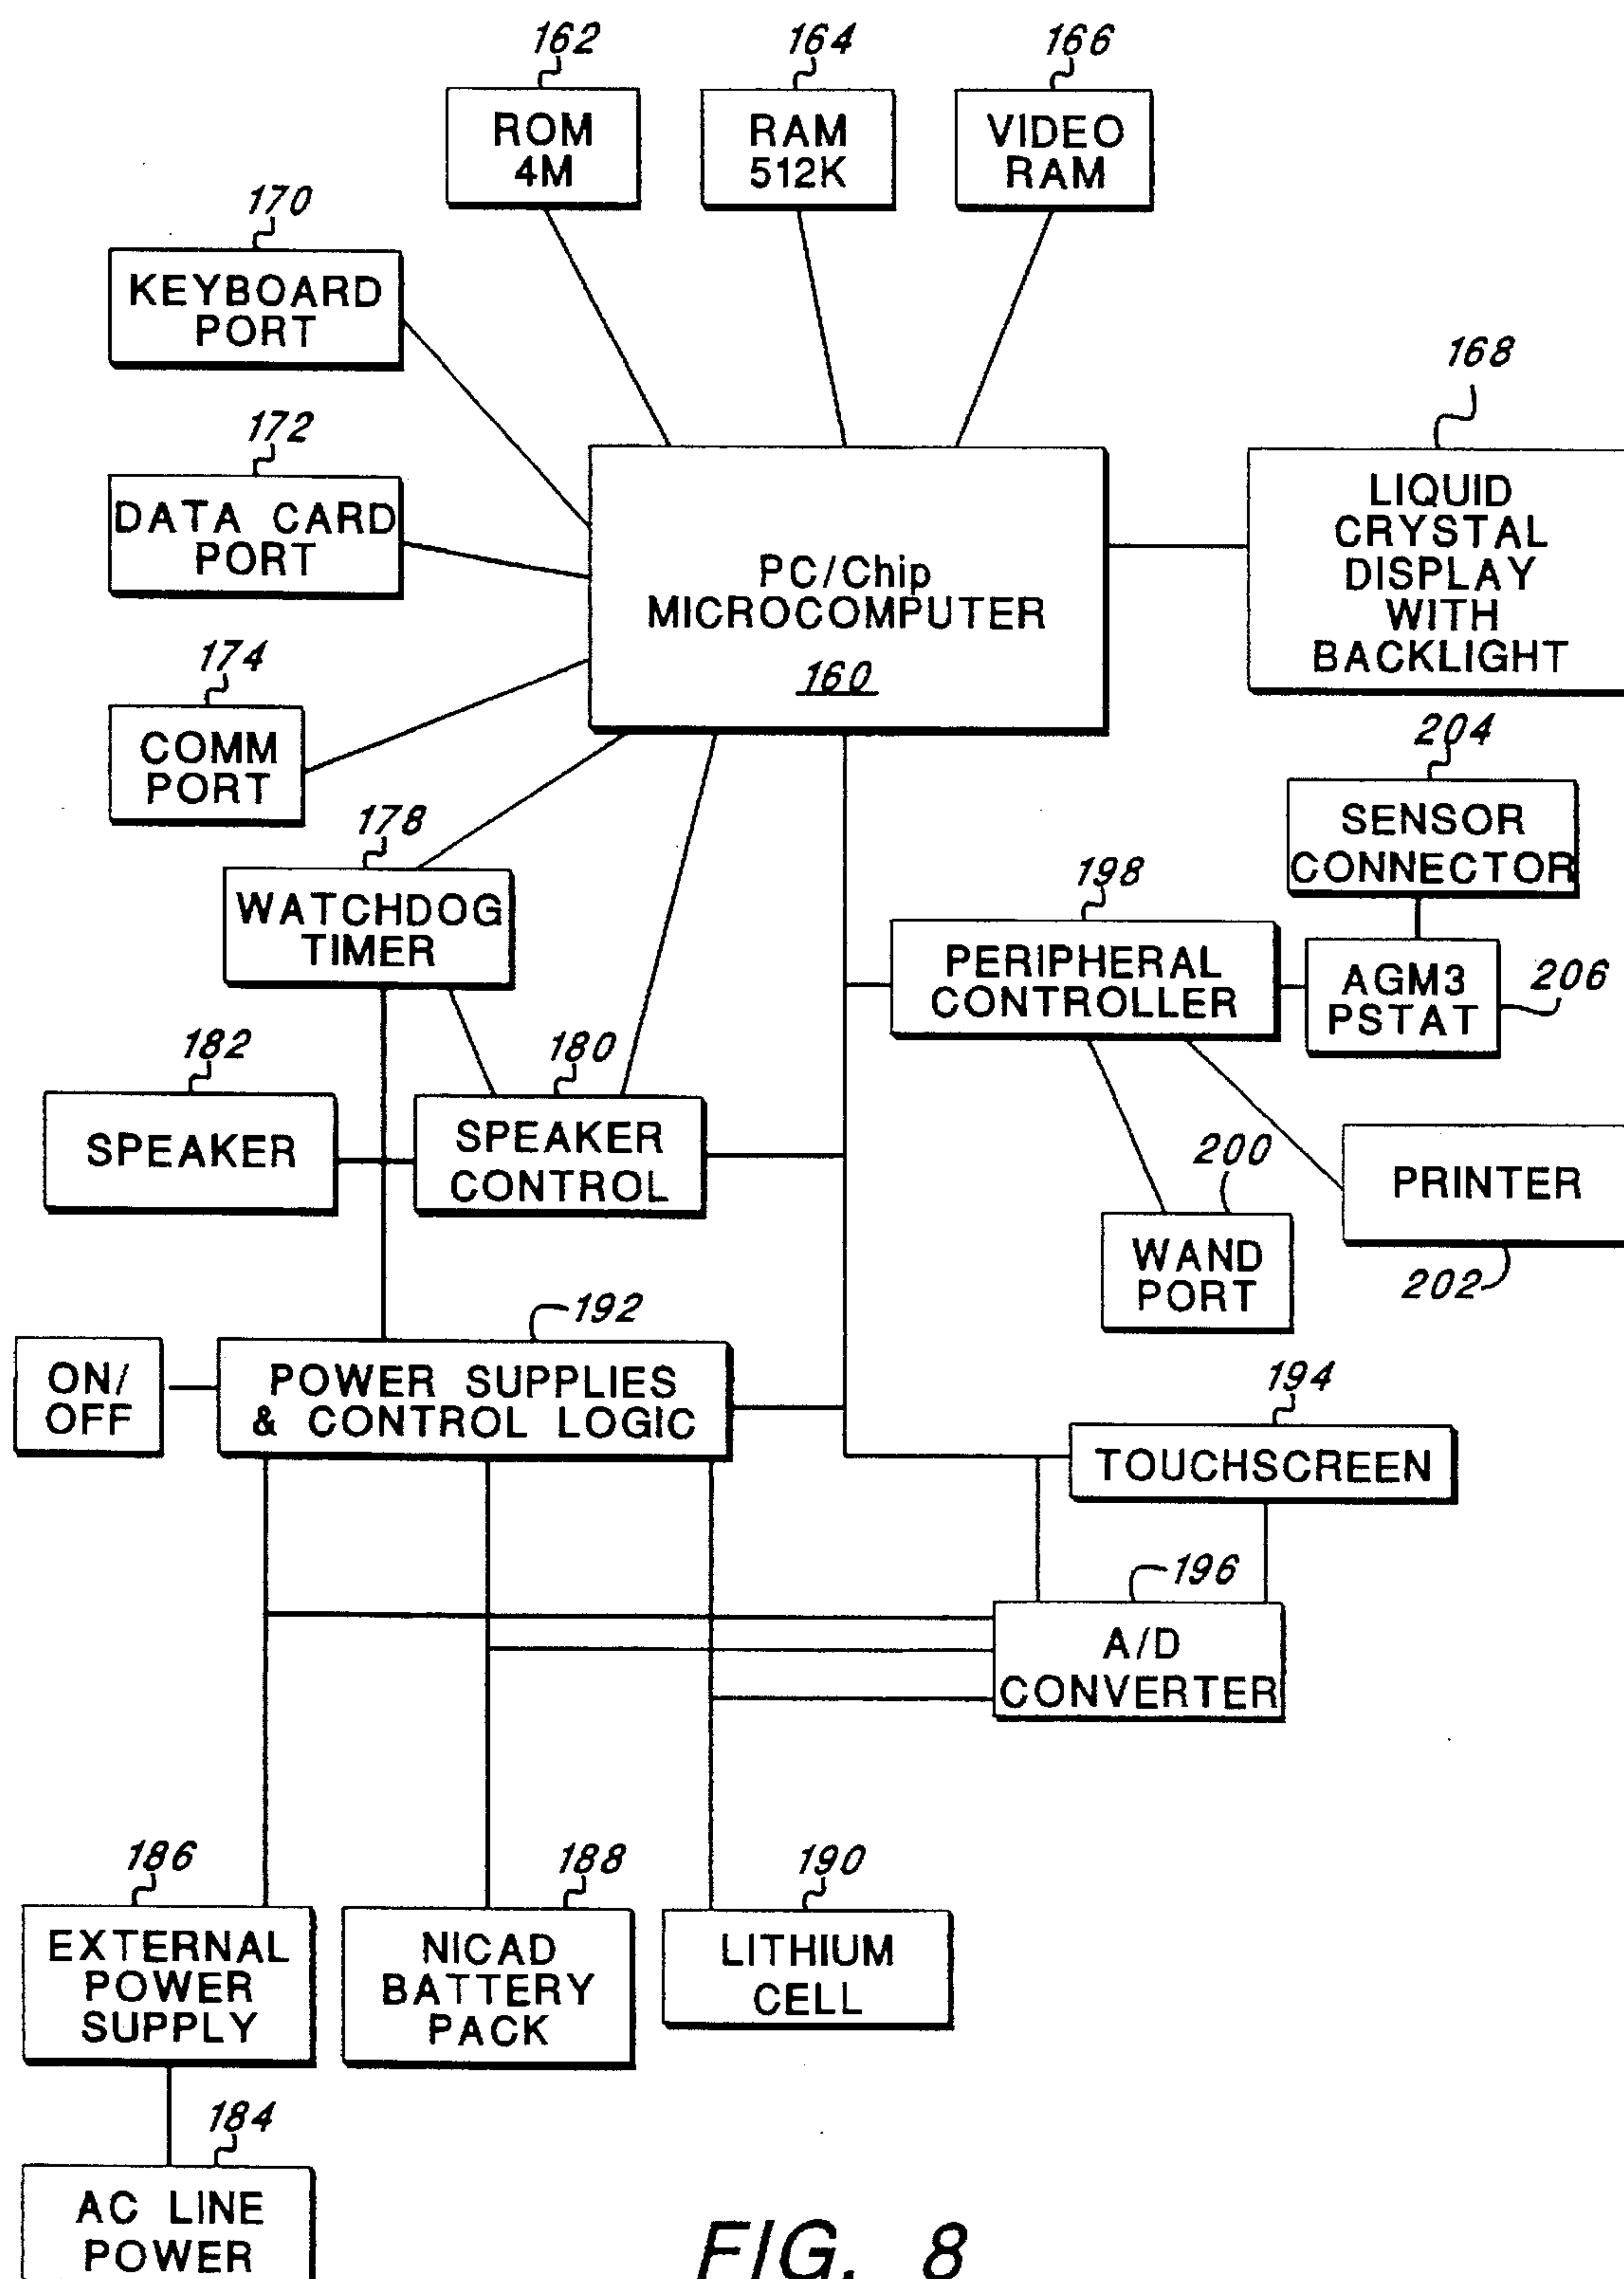 162
164
166
ROM
4M
RAM
512K
VIDEO
RAM
170
KEYBOARD
PORT
168
172
DATA CARD
PORT
LIQUID
CRYSTAL
DISPLAY
WITH
BACKLIGHT
PC/Chip
MICROCOMPUTER
160
174
COMM
PORT
204
SENSOR
CONNECTOR
178
WATCHDOG
TIMER
198
PERIPHERAL
CONTROLLER
AGM3
PSTAT
206
182
SPEAKER
180
SPEAKER
CONTROL
200
WAND
PORT
PRINTER
202
192
ON/
OFF
POWER SUPPLIES
& CONTROL LOGIC
194
TOUCHSCREEN
196
A/D
CONVERTER
186
EXTERNAL
POWER
SUPPLY
188
NICAD
BATTERY
PACK
190
LITHIUM
CELL
184
AC LINE
POWER
FIG. 8